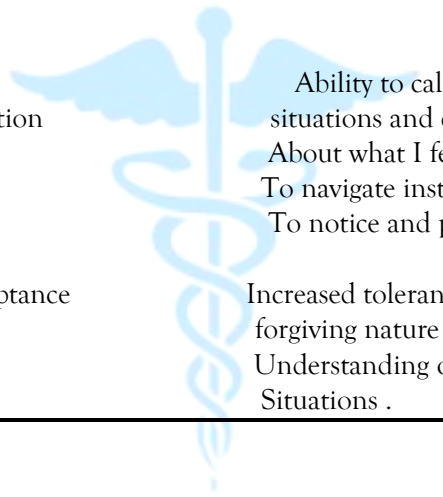 Ability to cal
tion situations and
About what I fe
To navigate inst
To notice and
ptance Increased toleran
forgiving nature
Understanding
Situations .